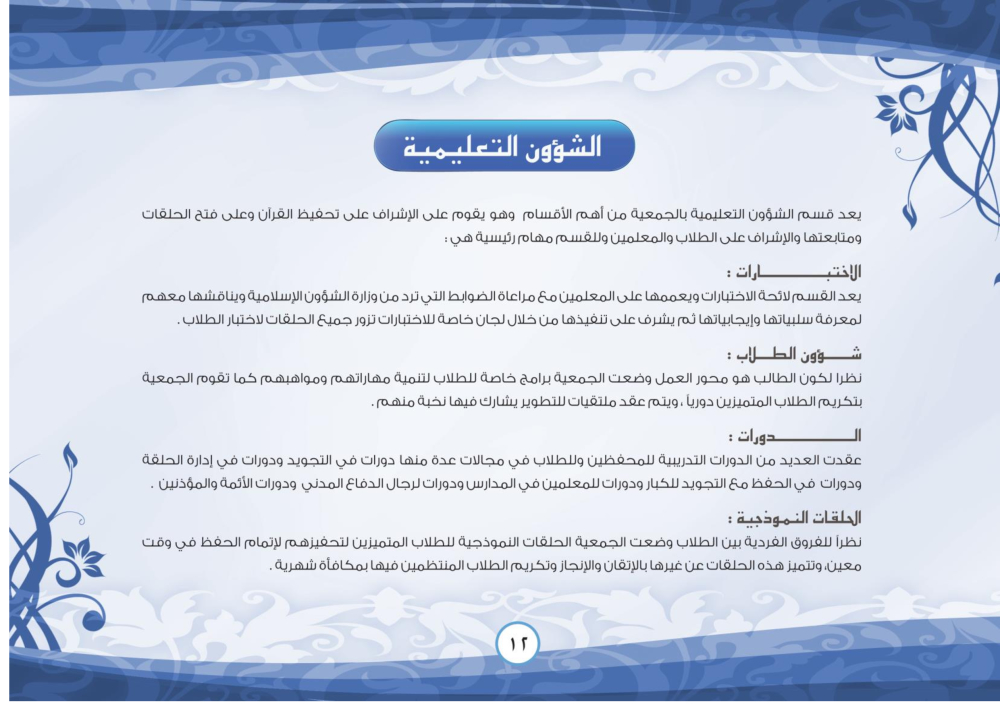 الشؤون التعليمية
يعد قسم الشؤون التعليمية بالجمعية من أهم الأقسام وهو يقوم على الإشراف على تحفيظ القرآن وعلى فتح الحلقات
ومتابعتها والإشراف على الطلاب والمعلمين وللقسم مهام رئيسية هي :
الاختبـــــــــارات :
يعد القسم لائحة الاختبارات ويعممها على المعلمين مع مراعاة الضوابط التي ترد من وزارة الشؤون الإسلامية ويناقشها معهم
لمعرفة سلبياتها وإيجابياتها ثم يشرف على تنفيذها من خلال لجان خاصة للاختبارات تزور جميع الحلقات لاختبار الطلاب .
شـــؤون الطـــلاب :
نظرا لكون الطالب هو محور العمل وضعت الجمعية برامج خاصة للطلاب لتنمية مهاراتهم ومواهبهم كما تقوم الجمعية
بتكريم الطلاب المتميزين دورياً ، ويتم عقد ملتقيات للتطوير يشارك فيها نخبة منهم .
الـــــــــدورات :
عقدت العديد من الدورات التدريبية للمحفظين وللطلاب في مجالات عدة منها دورات في التجويد ودورات في إدارة الحلقة
ودورات في الحفظ مع التجويد للكبار ودورات للمعلمين في المدارس ودورات لرجال الدفاع المدني ودورات الأئمة والمؤذنين .
الحلقات النموذجية :
نظراً للفروق الفردية بين الطلاب وضعت الجمعية الحلقات النموذجية للطلاب المتميزين لتحفيزهم لإتمام الحفظ في وقت
معين، وتتميز هذه الحلقات عن غيرها بالإتقان والإنجاز وتكريم الطلاب المنتظمين فيها بمكافأة شهرية .
١٢